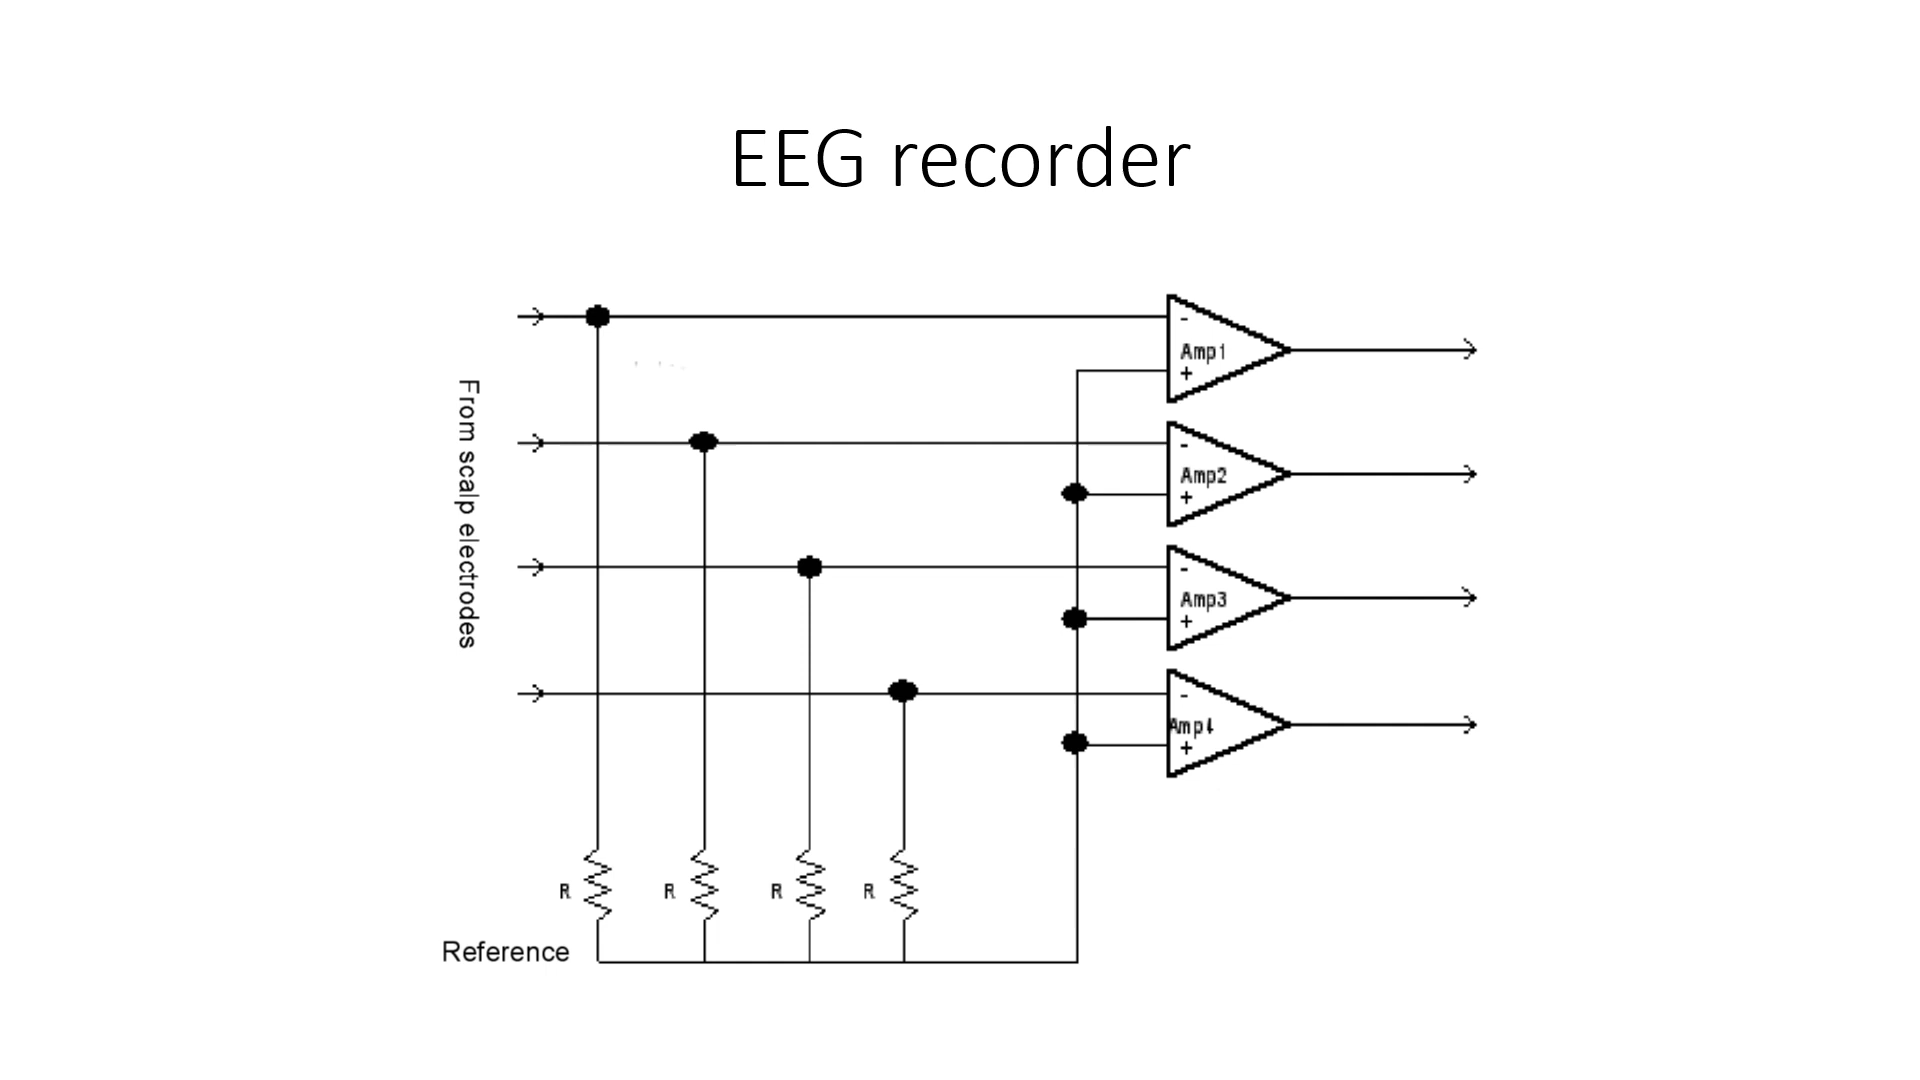 EEG recorder
From scalp electrodes
-
Amp1
+
-
Amp2
+
-
Amp3
+
-
Amp4
+
R R R R
Reference